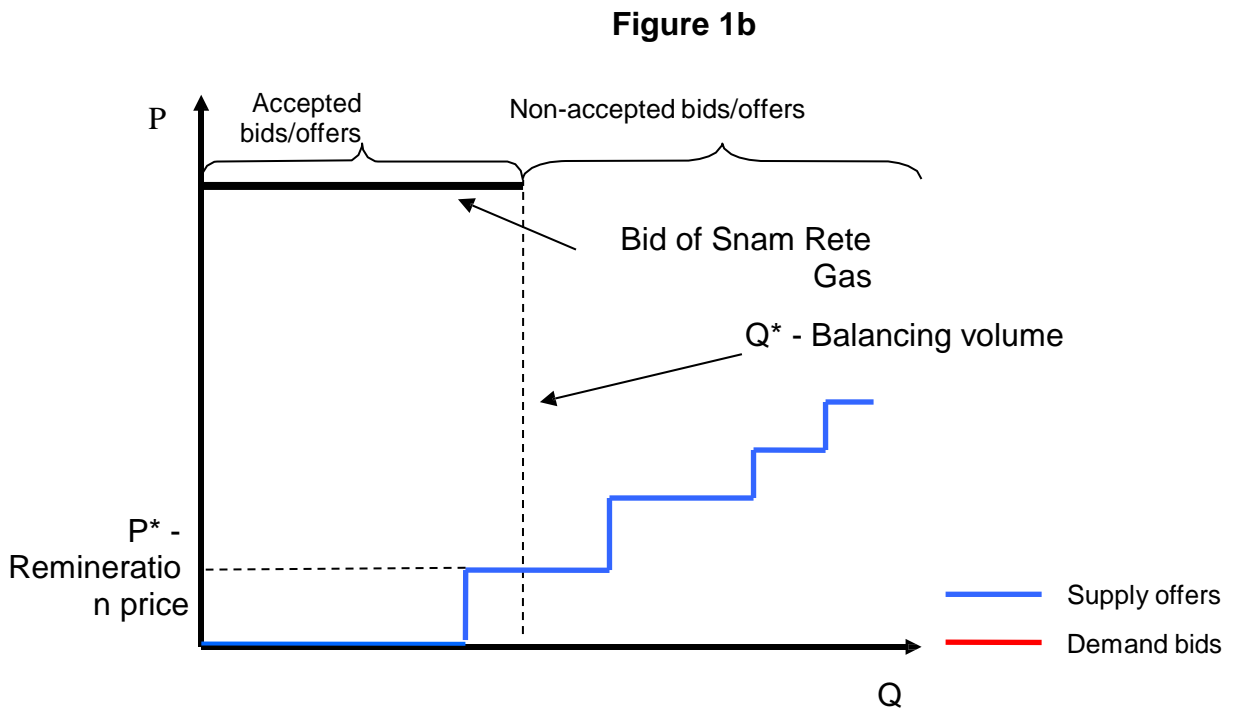 Figure 1b
P
Accepted
bids/offers
Non-accepted bids/offers
Bid of Snam Rete
Gas
Q* - Balancing volume
P* -
Remineratio
n price
Supply offers
Demand bids
Q